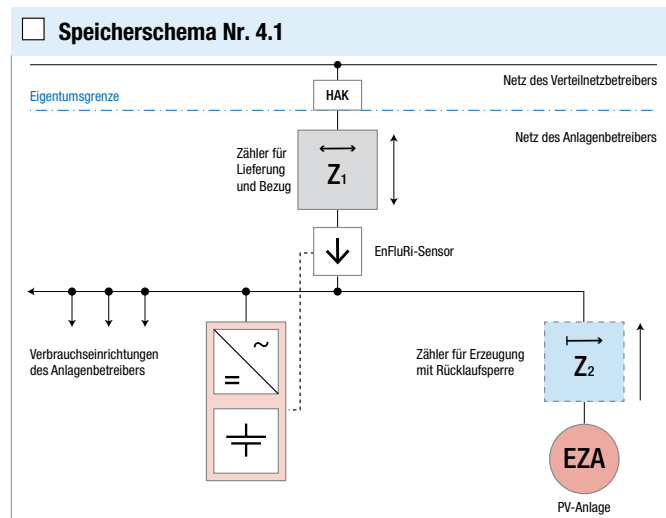 Speicherschema Nr. 4.1
Netz des Verteilnetzbetreibers
Eigentumsgrenze
HAK
Netz des Anlagenbetreibers
Zähler für
Lieferung
und Bezug
Z₁
EnFluRi-Sensor
Verbrauchseinrichtungen
des Anlagenbetreibers
~
=
Zähler für Erzeugung
mit Rücklaufsperre
Z₂
EZA
PV-Anlage